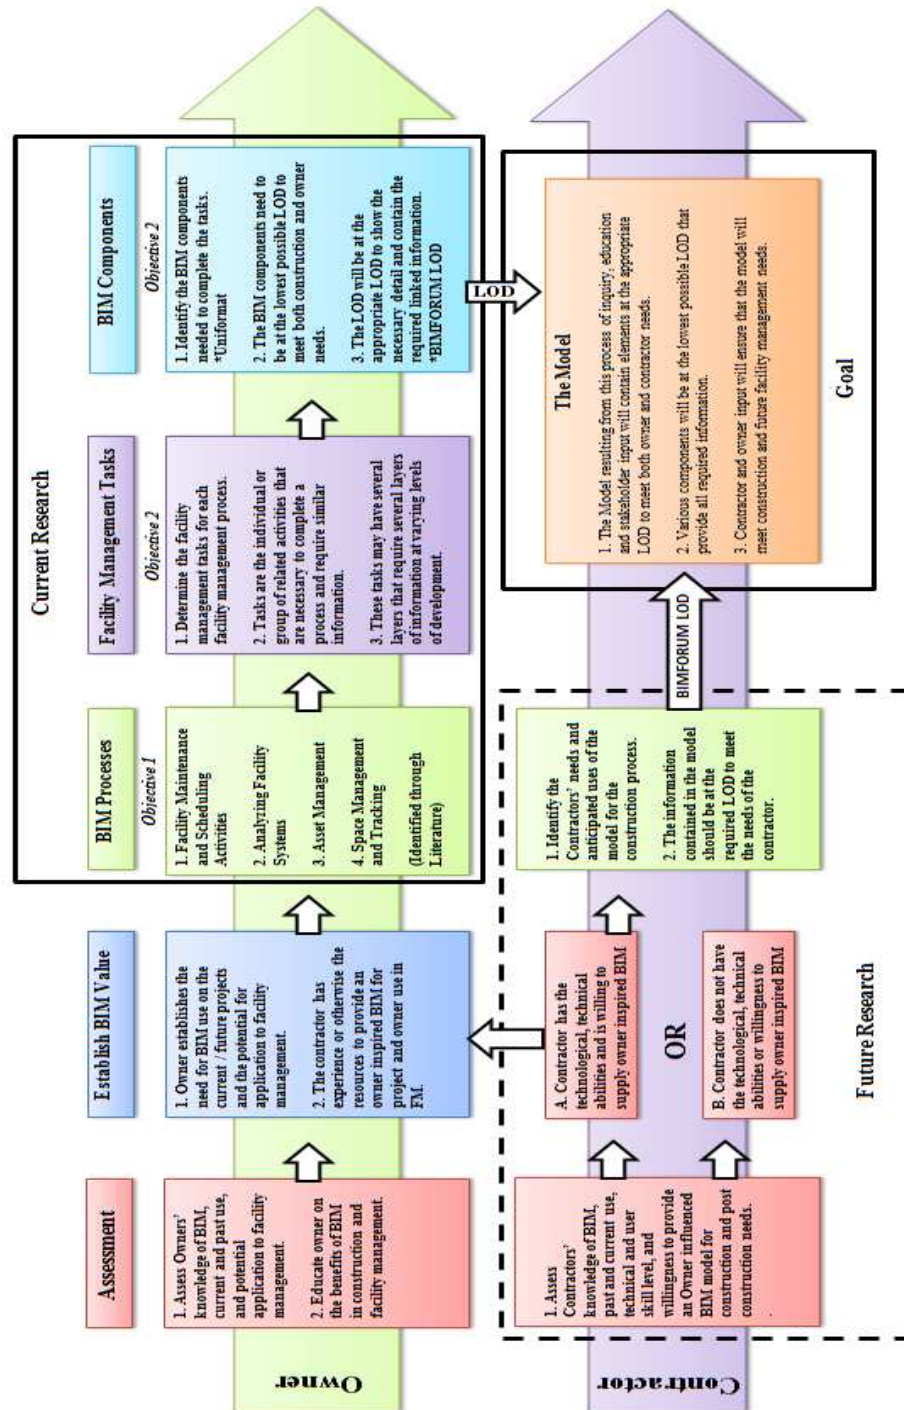 Current Research
Assessment
Establish BIM Value
BIM Processes
Objective 1
Facility Management Tasks
Objective 2
BIM Components
Objective 2
Owner
1. Assess Owners'
knowledge of BIM,
current and past use,
and potential
application to facility
management.
2. Educate owner on
the benefits of BIM
in construction and
facility management.
1. Owner establishes the
need for BIM use on the
current / future projects
and the potential for
application to facility
management.
2. The contractor has
experience or otherwise the
resources to provide an
owner inspired BIM for
project and owner use in
FM.
1. Facility Maintenance
and Scheduling
Activities
2. Analyzing Facility
Systems
3. Asset Management
4. Space Management
and Tracking
(Identified through
Literature)
1. Determine the facility
management tasks for each
facility management process.
2. Tasks are the individual or
group of related activities that
are necessary to complete a
process and require similar
information.
3. These tasks may have several
layers that require several layers
of information at varying levels
of development.
1. Identify the BIM components
needed to complete the tasks.
*Uniformat
2. The BIM components need to
be at the lowest possible LOD to
meet both construction and owner
needs.
3. The LOD will be at the
appropriate LOD to show the
necessary detail and contain the
required linked information.
*BIMFORUM LOD
LOD
Contractor
1. Assess
Contractors'
knowledge of BIM,
past and current use,
technical and user
skill level, and
willingness to provide
an Owner influenced
BIM model for
construction and post
construction needs.
.
A. Contractor has the
technological, technical
abilities and is willing to
supply owner inspired BIM
OR
B. Contractor does not have
the technological, technical
abilities or willingness to
supply owner inspired BIM
1. Identify the
Contractors' needs and
anticipated uses of the
model for the
construction process.
2. The information
contained in the model
should be at the
required LOD to meet
the needs of the
contractor.
BIMFORUM LOD
The Model
1. The Model resulting from this process of inquiry, education
and stakeholder input will contain elements at the appropriate
LOD to meet both owner and contractor needs.
2. Various components will be at the lowest possible LOD that
provide all required information.
3. Contractor and owner input will ensure that the model will
meet construction and future facility management needs.
Goal
Future Research